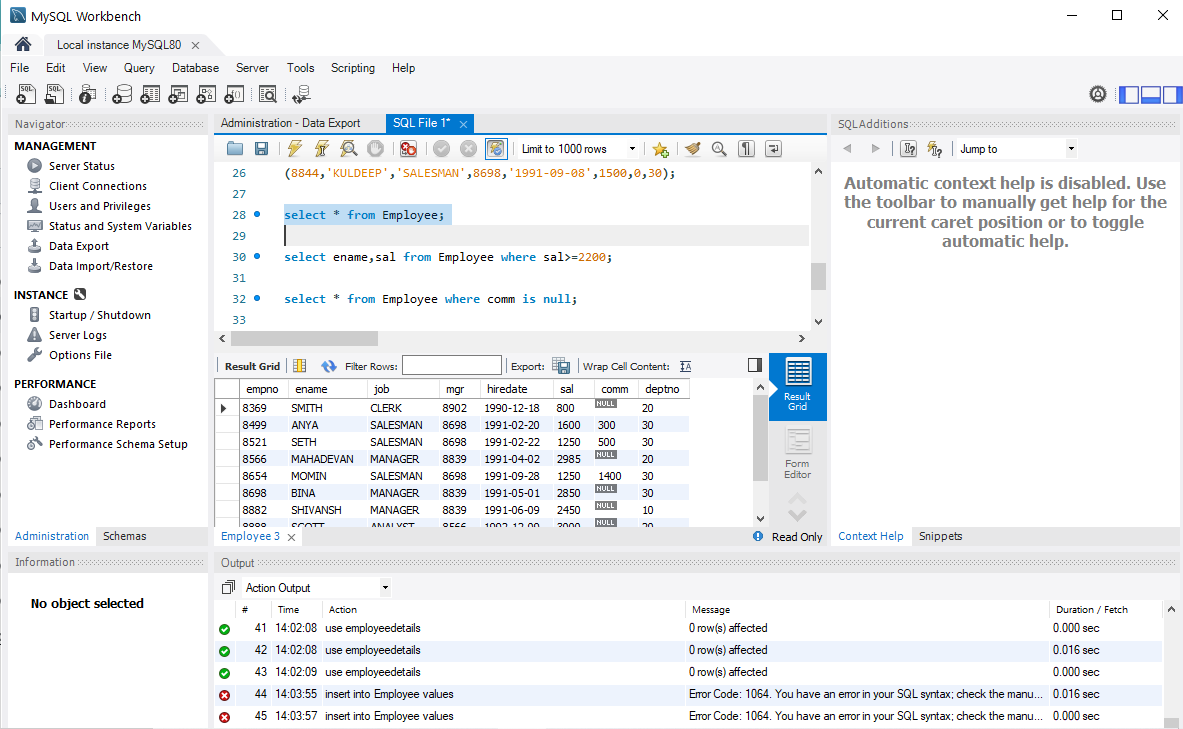 MySQL Workbench
Local instance MySQL80
File Edit View Query Database Server Tools Scripting Help
Navigator
MANAGEMENT
Server Status
Client Connections
Users and Privileges
Status and System Variables
Data Export
Data Import/Restore
INSTANCE
Startup / Shutdown
Server Logs
Options File
PERFORMANCE
Dashboard
Performance Reports
Performance Schema Setup
Administration Schemas
Information
No object selected
Administration - Data Export SQL File 1*
Limit to 1000 rows
26 (8844,'KULDEEP','SALESMAN',8698,'1991-09-08',1500,0,30);
27
28 select * from Employee;
29
30 select ename,sal from Employee where sal>=2200;
31
32 select * from Employee where comm is null;
33
Result Grid Filter Rows: Export: Wrap Cell Content:
empno ename job mgr hiredate sal comm deptno
8369 SMITH CLERK 8902 1990-12-18 800 NULL 20
8499 ANYA SALESMAN 8698 1991-02-20 1600 300 30
8521 SETH SALESMAN 8698 1991-02-22 1250 500 30
8566 MAHADEVAN MANAGER 8839 1991-04-02 2985 NULL 20
8654 MOMIN SALESMAN 8698 1991-09-28 1250 1400 30
8698 BINA MANAGER 8839 1991-05-01 2850 NULL 30
8882 SHIVANSH MANAGER 8839 1991-06-09 2450 NULL 10
8888 SCOTT ANALYST 8566 1992-12-09 3000 NULL 20
Result
Grid
Form
Editor
Employee 3
Read Only
SQLAdditions
Jump to
Automatic context help is disabled. Use
the toolbar to manually get help for the
current caret position or to toggle
automatic help.
Context Help Snippets
Output
Action Output
# Time Action Message Duration / Fetch
41 14:02:08 use employeedetails 0 row(s) affected 0.000 sec
42 14:02:08 use employeedetails 0 row(s) affected 0.016 sec
43 14:02:09 use employeedetails 0 row(s) affected 0.000 sec
44 14:03:55 insert into Employee values Error Code: 1064. You have an error in your SQL syntax; check the manu... 0.016 sec
45 14:03:57 insert into Employee values Error Code: 1064. You have an error in your SQL syntax; check the manu... 0.000 sec